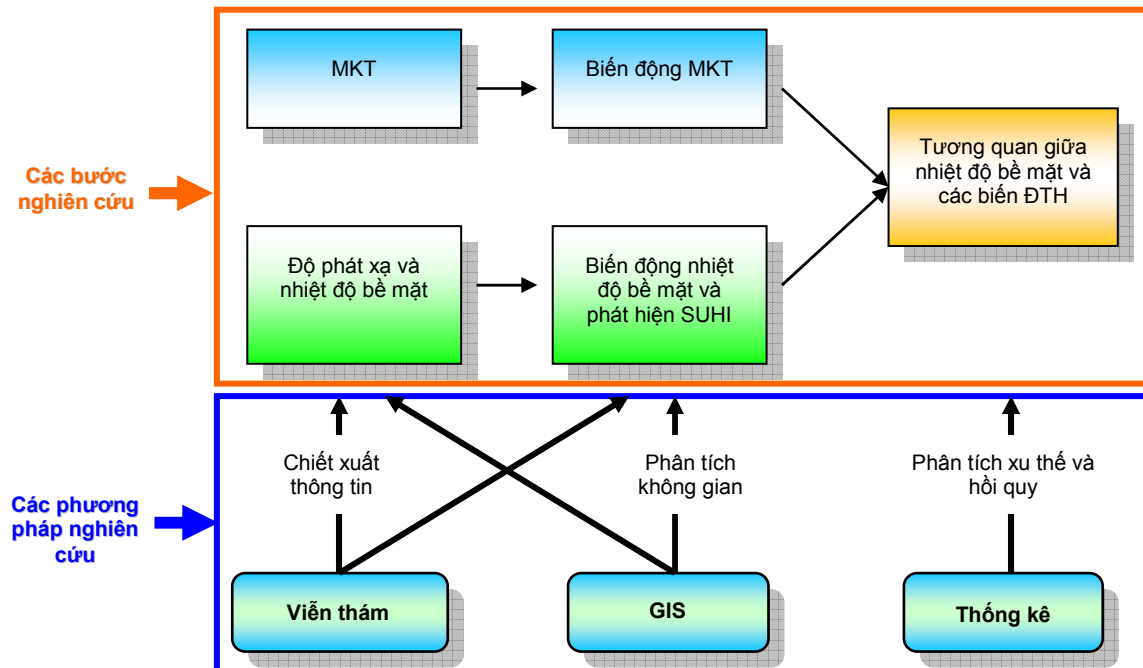 MKT
Biến động MKT
Tương quan giữa
nhiệt độ bề mặt và
các biến ĐTH
Các bước
nghiên cứu
Độ phát xạ và
nhiệt độ bề mặt
Biến động nhiệt
độ bề mặt và
phát hiện SUHI
Chiết xuất
thông tin
Phân tích
không gian
Phân tích xu thế và
hồi quy
Các phương
pháp nghiên
cứu
Viễn thám
GIS
Thống kê